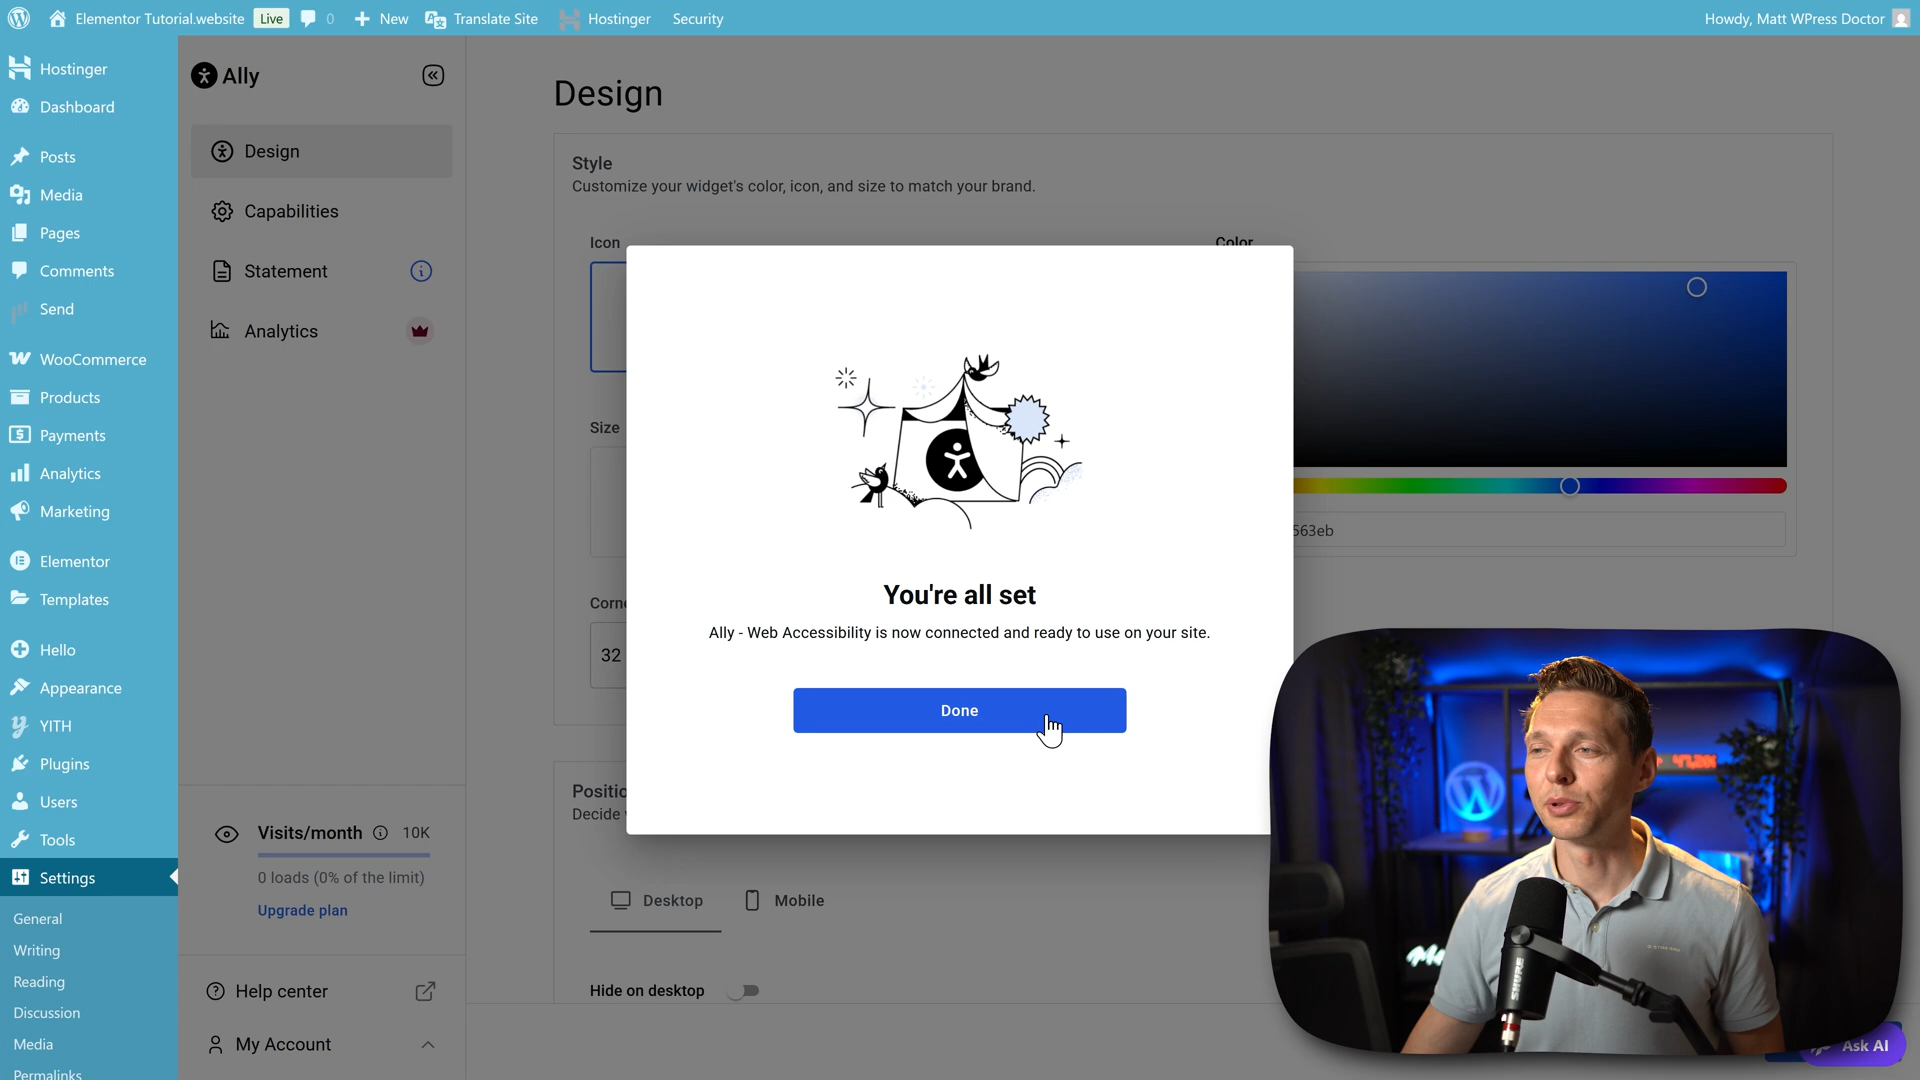 Elementor Tutorial.website Live 0 New Translate Site Hostinger Security Howdy, Matt WPress Doctor
Hostinger
Dashboard
Posts
Media
Pages
Comments
Send
WooCommerce
Products
Payments
Analytics
Marketing
Elementor
Templates
Hello
Appearance
YITH
Plugins
Users
Tools
Settings
General
Writing
Reading
Discussion
Media
Permalinks
Ally
Design
Capabilities
Statement
Analytics
Visits/month 10K
0 loads (0% of the limit)
Upgrade plan
Help center
My Account
Design
Style
Customize your widget's color, icon, and size to match your brand.
Icon
Color
Size
563eb
32
You're all set
Ally - Web Accessibility is now connected and ready to use on your site.
Done
Decide
Desktop Mobile
Hide on desktop
SHURE
Ask AI